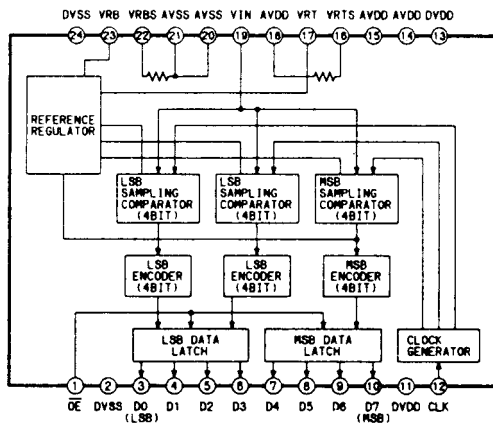 DVSS VRB VRBS AVSS AVSS VIN AVDD VRT VRTS AVDD AVDD DVDD
24 23 22 21 20 19 18 17 16 15 14 13
REFERENCE
REGULATOR
LSB
SAMPLING
COMPARATOR
(4BIT)
LSB
SAMPLING
COMPARATOR
(4BIT)
MSB
SAMPLING
COMPARATOR
(4BIT)
LSB
ENCODER
(4BIT)
LSB
ENCODER
(4BIT)
MSB
ENCODER
(4BIT)
LSB DATA
LATCH
MSB DATA
LATCH
CLOCK
GENERATOR
1 2 3 4 5 6 7 8 9 10 11 12
OE DVSS D0 D1 D2 D3 D4 D5 D6 D7 DVDD CLK
(LSB) (MSB)